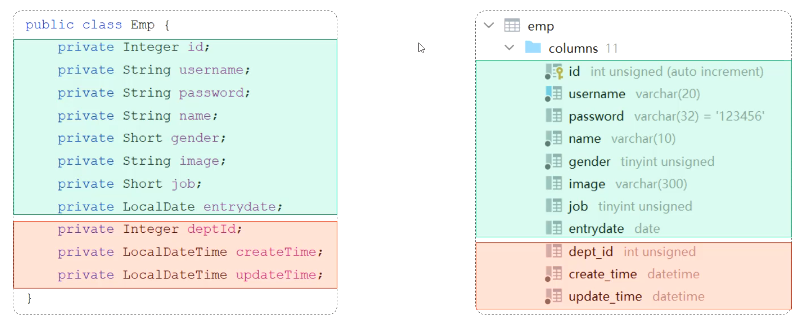 public class Emp {
private Integer id;
private String username;
private String password;
private String name;
private Short gender;
private String image;
private Short job;
private LocalDate entrydate;
private Integer deptId;
private LocalDateTime createTime;
private LocalDateTime updateTime;
}
emp
columns 11
id int unsigned (auto increment)
username varchar(20)
password varchar(32) = '123456'
name varchar(10)
gender tinyint unsigned
image varchar(300)
job tinyint unsigned
entrydate date
dept_id int unsigned
create_time datetime
update_time datetime